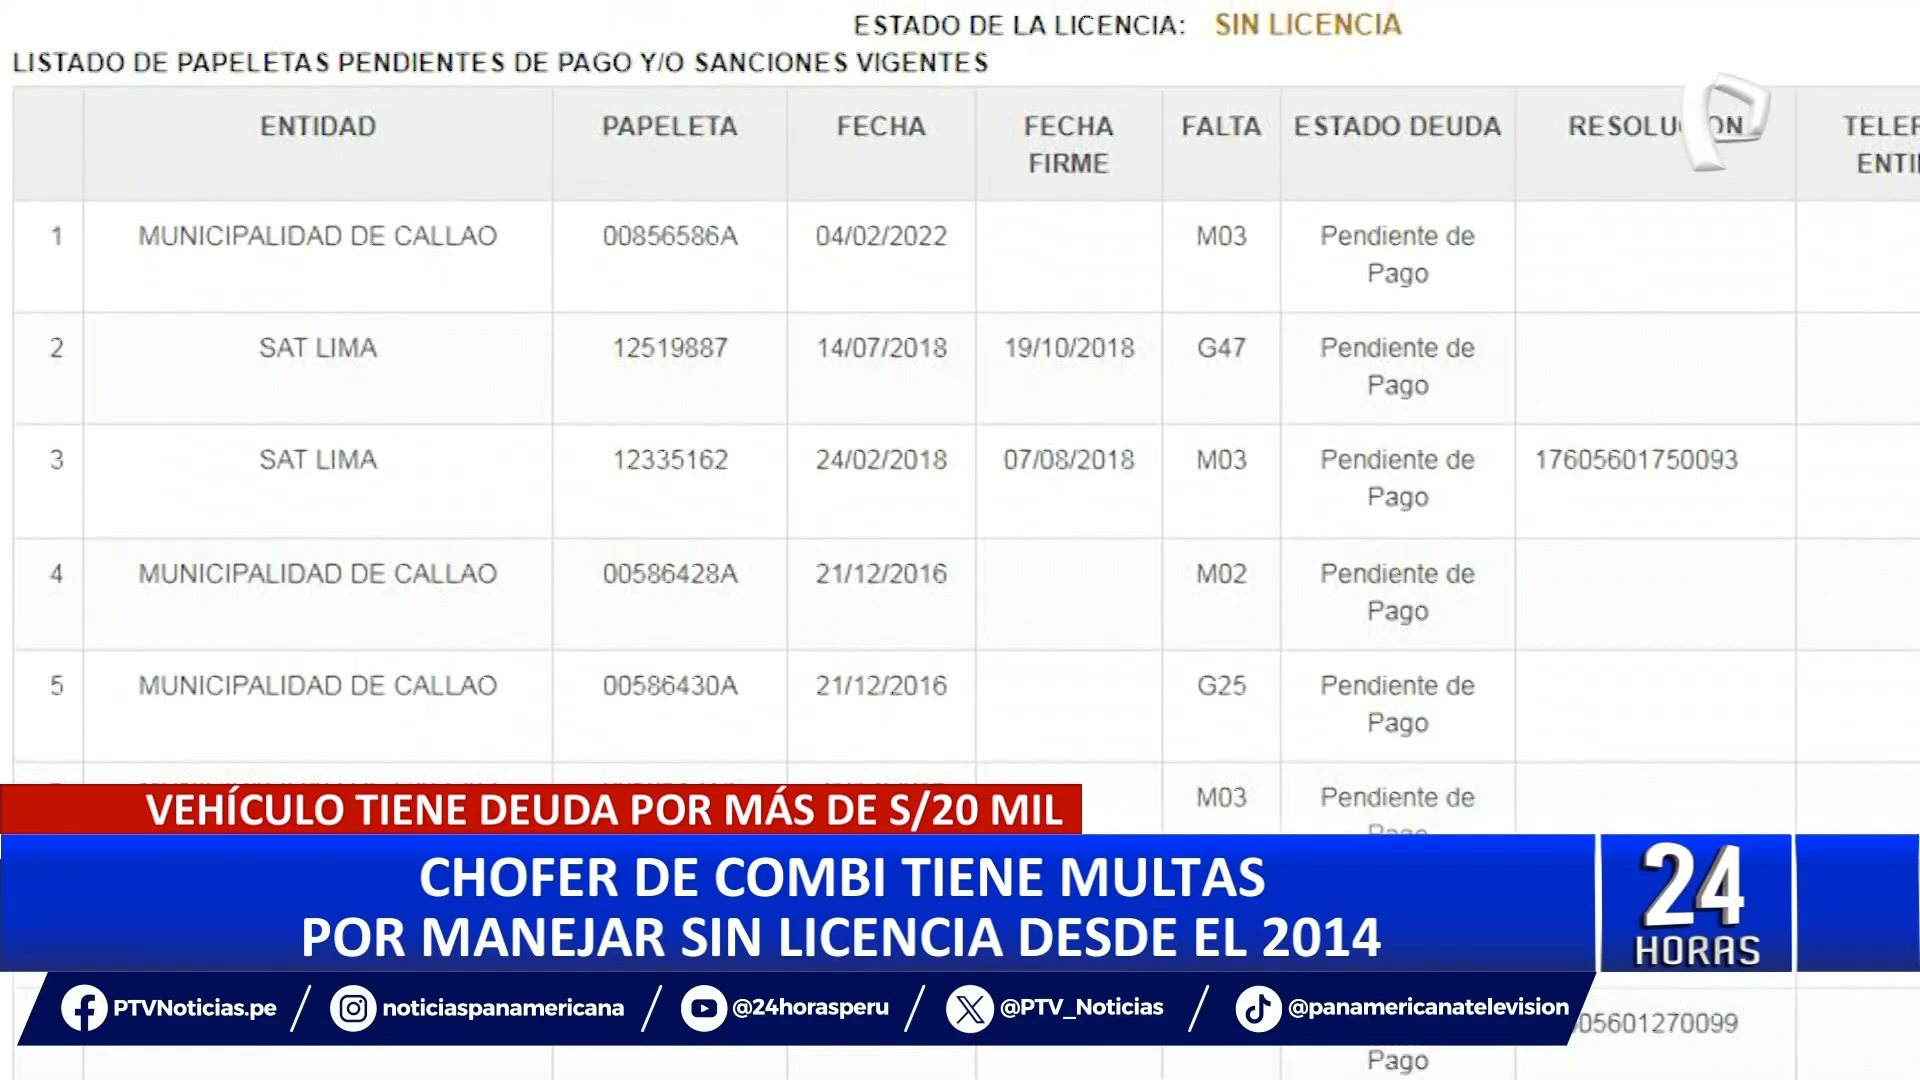 ESTADO DE LA LICENCIA: SIN LICENCIA
LISTADO DE PAPELETAS PENDIENTES DE PAGO Y/O SANCIONES VIGENTES
ENTIDAD PAPELETA FECHA FECHA FIRME FALTA ESTADO DEUDA
1 MUNICIPALIDAD DE CALLAO 00856586A 04/02/2022 M03 Pendiente de Pago
2 SAT LIMA 12519887 14/07/2018 19/10/2018 G47 Pendiente de Pago
3 SAT LIMA 12335162 24/02/2018 07/08/2018 M03 Pendiente de Pago 17605601750093
4 MUNICIPALIDAD DE CALLAO 00586428A 21/12/2016 M02 Pendiente de Pago
5 MUNICIPALIDAD DE CALLAO 00586430A 21/12/2016 G25 Pendiente de Pago
M03 Pendiente de
VEHÍCULO TIENE DEUDA POR MÁS DE S/20 MIL
CHOFER DE COMBI TIENE MULTAS
POR MANEJAR SIN LICENCIA DESDE EL 2014
24
HORAS
PTVNoticias.pe / noticiaspanamericana / @24horasperu / @PTV_Noticias / @panamericanatelevision
05601270099
Pago